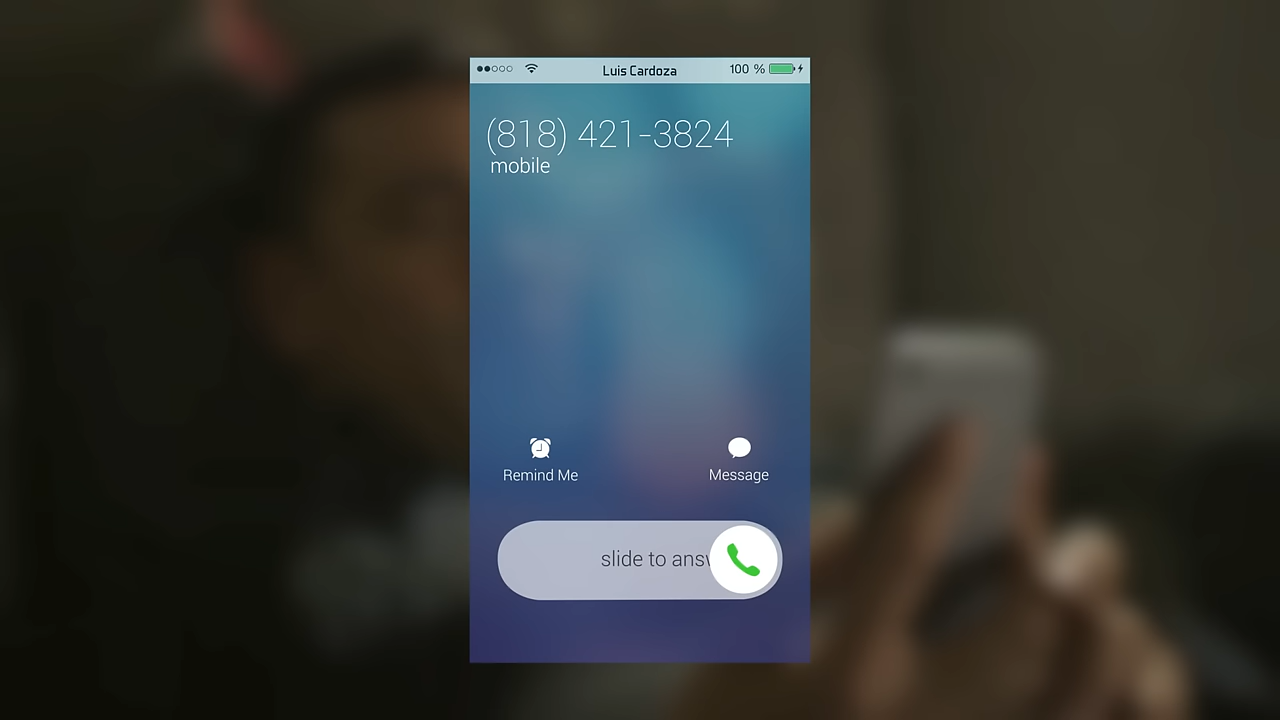 Luis Cardoza
100 %
(818) 421-3824
mobile
Remind Me
Message
slide to answ